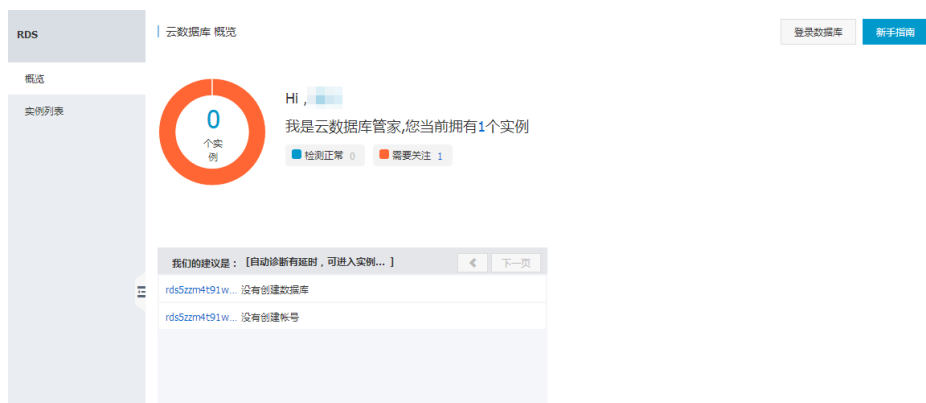 RDS
云数据库 概览
登录数据库
新手指南
概览
实例列表
0
个实
例
Hi ,
我是云数据库管家,您当前拥有1个实例
检测正常 0
需要关注 1
我们的建议是： [自动诊断有延时，可进入实例... ]
下一页
rds5zzm4t91w... 没有创建数据库
rds5zzm4t91w... 没有创建帐号